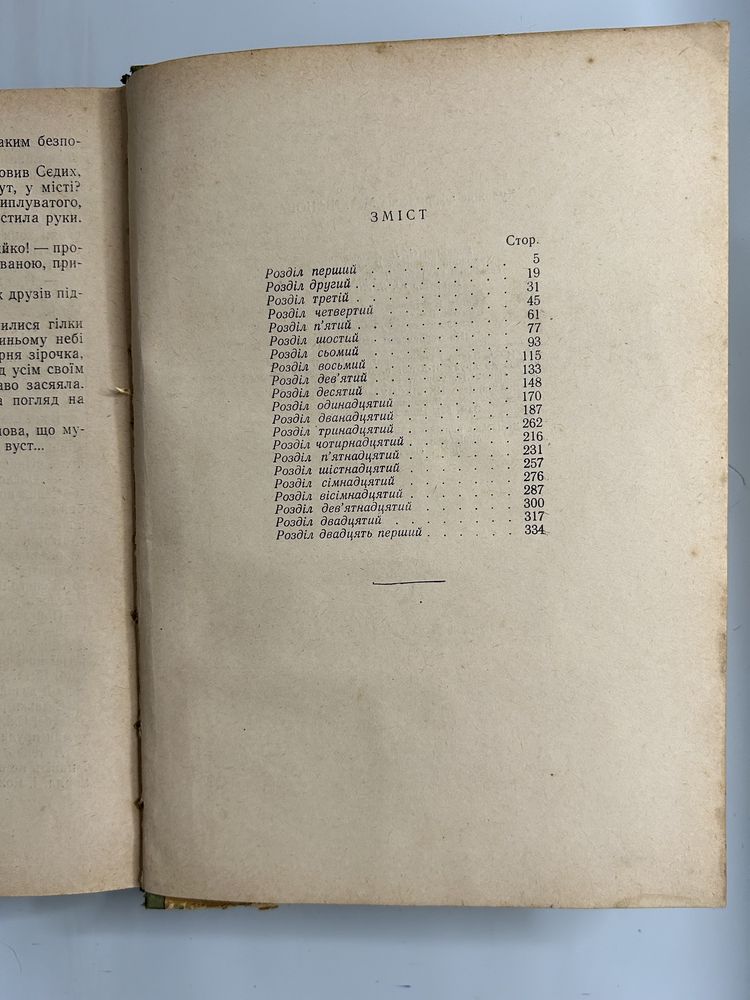 аким безпо-
овив Сєдих,
ут, у місті?
иплуватого,
стила руки.
йко! — про-
ваною, при-
х друзів під-
илися гілки
иньому небі
рня зірочка,
д усім своїм
аво засяяла.
а погляд на
лова, що му-
вуст...
ЗМІСТ
Стор.
Розділ перший . . . . . . . . 5
Розділ другий . . . . . . . . 19
Розділ третій . . . . . . . . 31
Розділ четвертий . . . . . . . 45
Розділ п'ятий . . . . . . . . 61
Розділ шостий . . . . . . . . 77
Розділ сьомий . . . . . . . . 93
Розділ восьмий . . . . . . . . 115
Розділ дев'ятий . . . . . . . 133
Розділ десятий . . . . . . . . 148
Розділ одинадцятий . . . . . . 170
Розділ дванадцятий . . . . . . 187
Розділ тринадцятий . . . . . . 262
Розділ чотирнадцятий . . . . . . 216
Розділ п'ятнадцятий . . . . . . 231
Розділ шістнадцятий . . . . . . 257
Розділ сімнадцятий . . . . . . 276
Розділ вісімнадцятий . . . . . . 287
Розділ дев'ятнадцятий . . . . . 300
Розділ двадцятий . . . . . . . 317
Розділ двадцять перший . . . . . 334